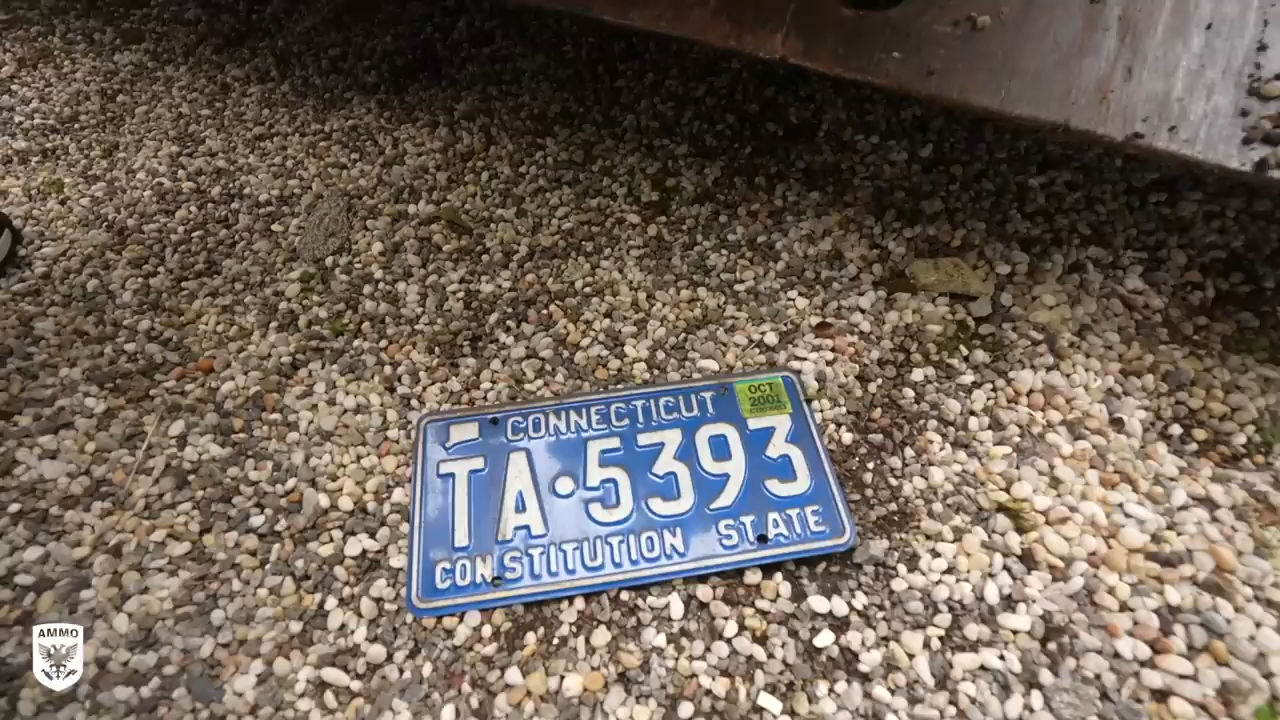 CONNECTICUT
OCT
2001
TA·5393
CONSTITUTION STATE
AMMO